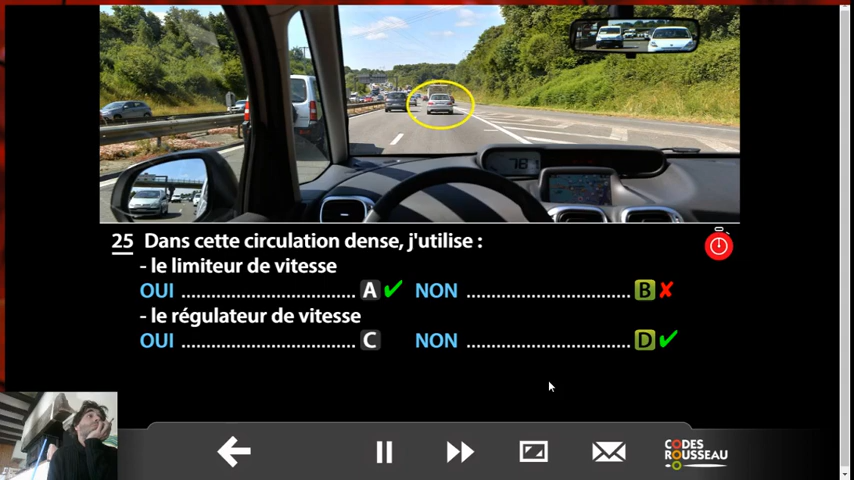 78
25 Dans cette circulation dense, j'utilise :
- le limiteur de vitesse
OUI .................................. A ✔ NON ................................ B ✘
- le régulateur de vitesse
OUI .................................. C NON ................................ D ✔
CODES
ROUSSEAU